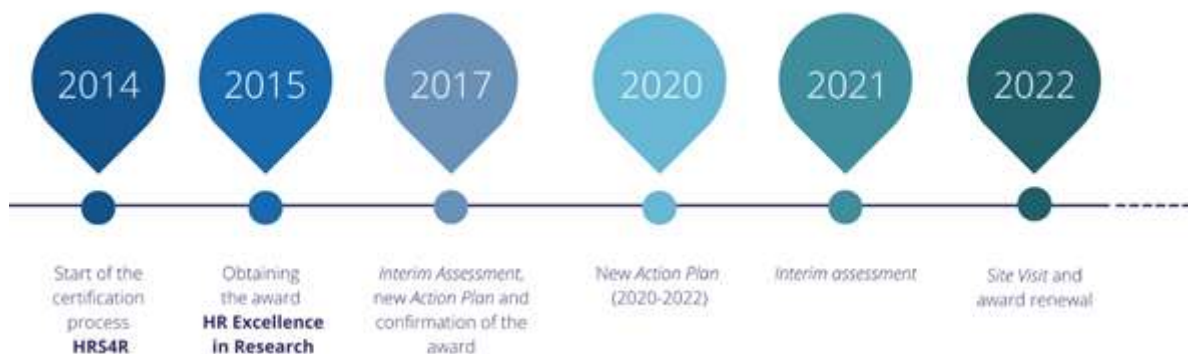 2014
2015
2017
2020
2021
2022
Start of the
certification
process
HRS4R
Obtaining
the award
HR Excellence
in Research
Interim Assessment,
new Action Plan and
confirmation of the
award
New Action Plan
(2020-2022)
Interim assessment
Site Visit and
award renewal